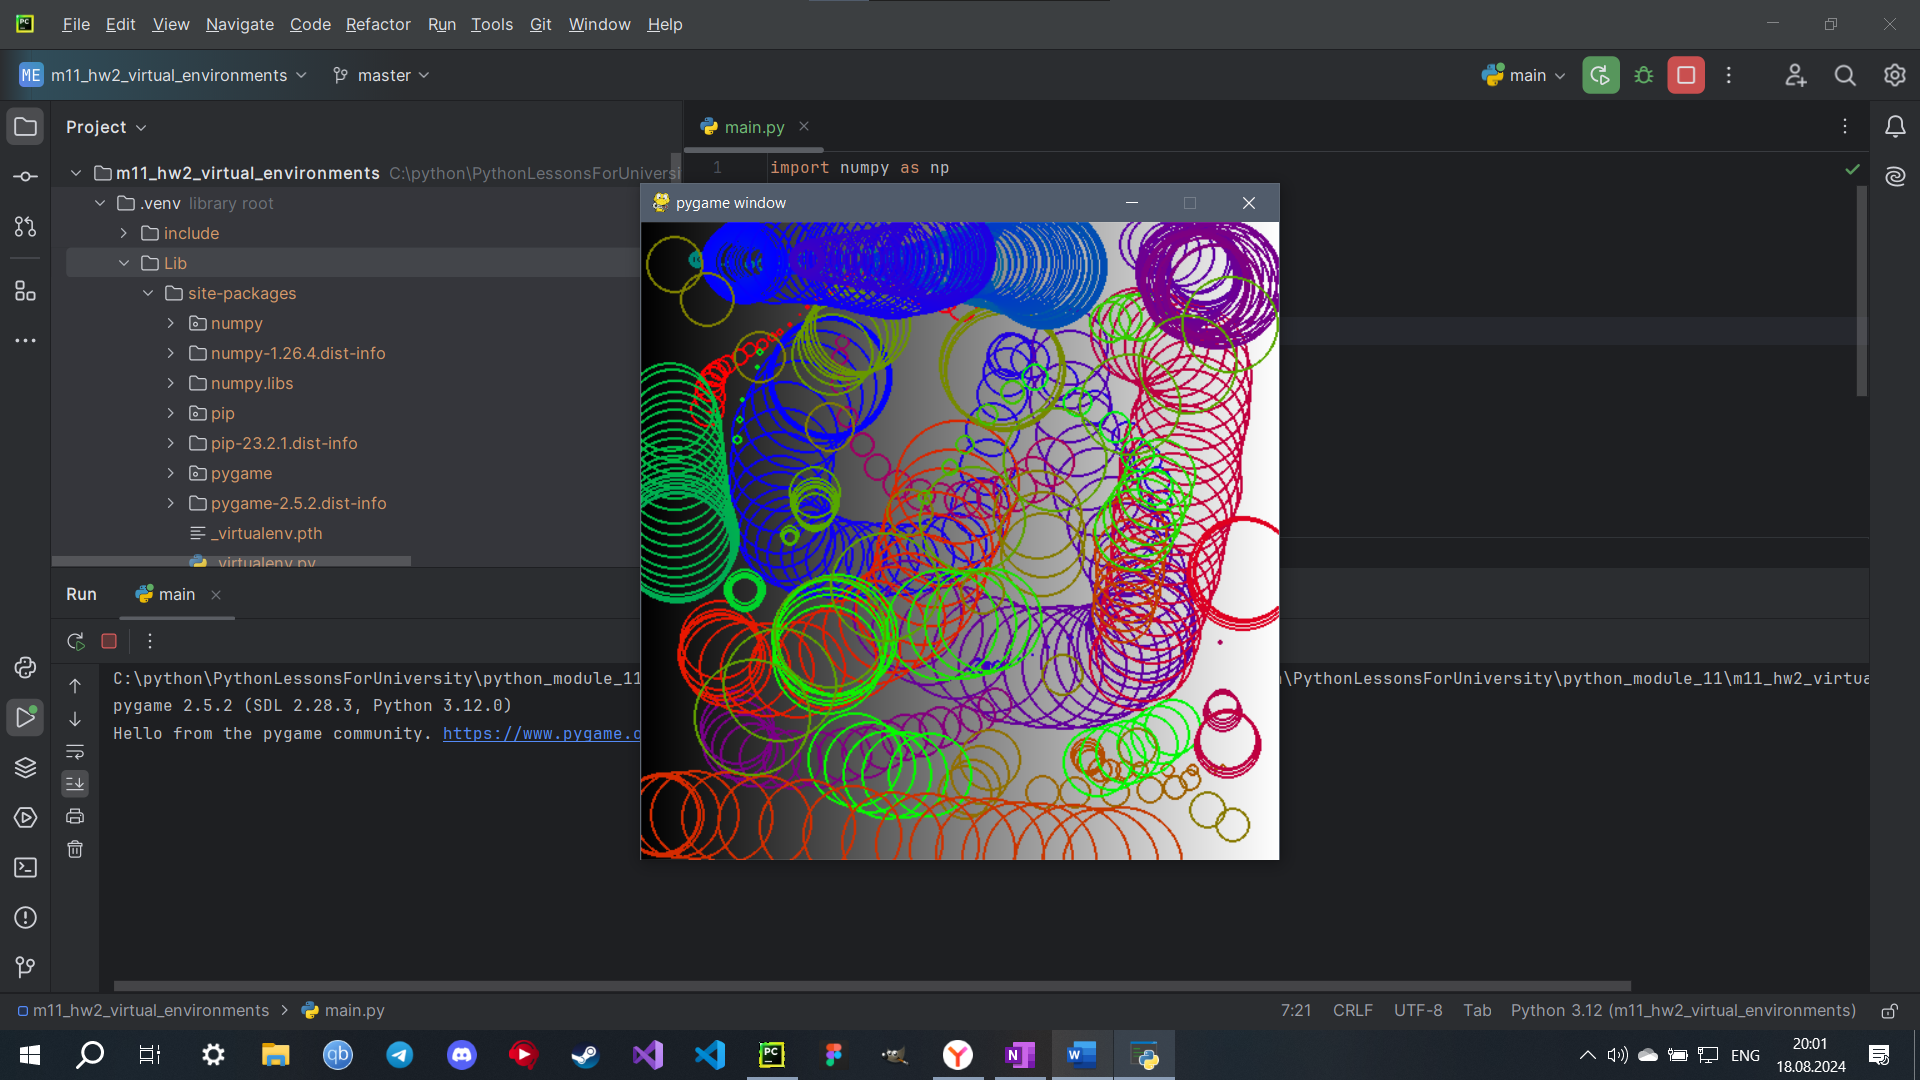 PC File Edit View Navigate Code Refactor Run Tools Git Window Help
ME m11_hw2_virtual_environments master main
Project
main.py
m11_hw2_virtual_environments C:\python\PythonLessonsForUniversi
1 import numpy as np
.venv library root
pygame window
include
Lib
site-packages
numpy
numpy-1.26.4.dist-info
numpy.libs
pip
pip-23.2.1.dist-info
pygame
pygame-2.5.2.dist-info
_virtualenv.pth
_virtualenv.py
Run main
C:\python\PythonLessonsForUniversity\python_module_11 \PythonLessonsForUniversity\python_module_11\m11_hw2_virtua
pygame 2.5.2 (SDL 2.28.3, Python 3.12.0)
Hello from the pygame community. https://www.pygame.o
m11_hw2_virtual_environments > main.py 7:21 CRLF UTF-8 Tab Python 3.12 (m11_hw2_virtual_environments)
qb PC N W ENG 20:01
18.08.2024